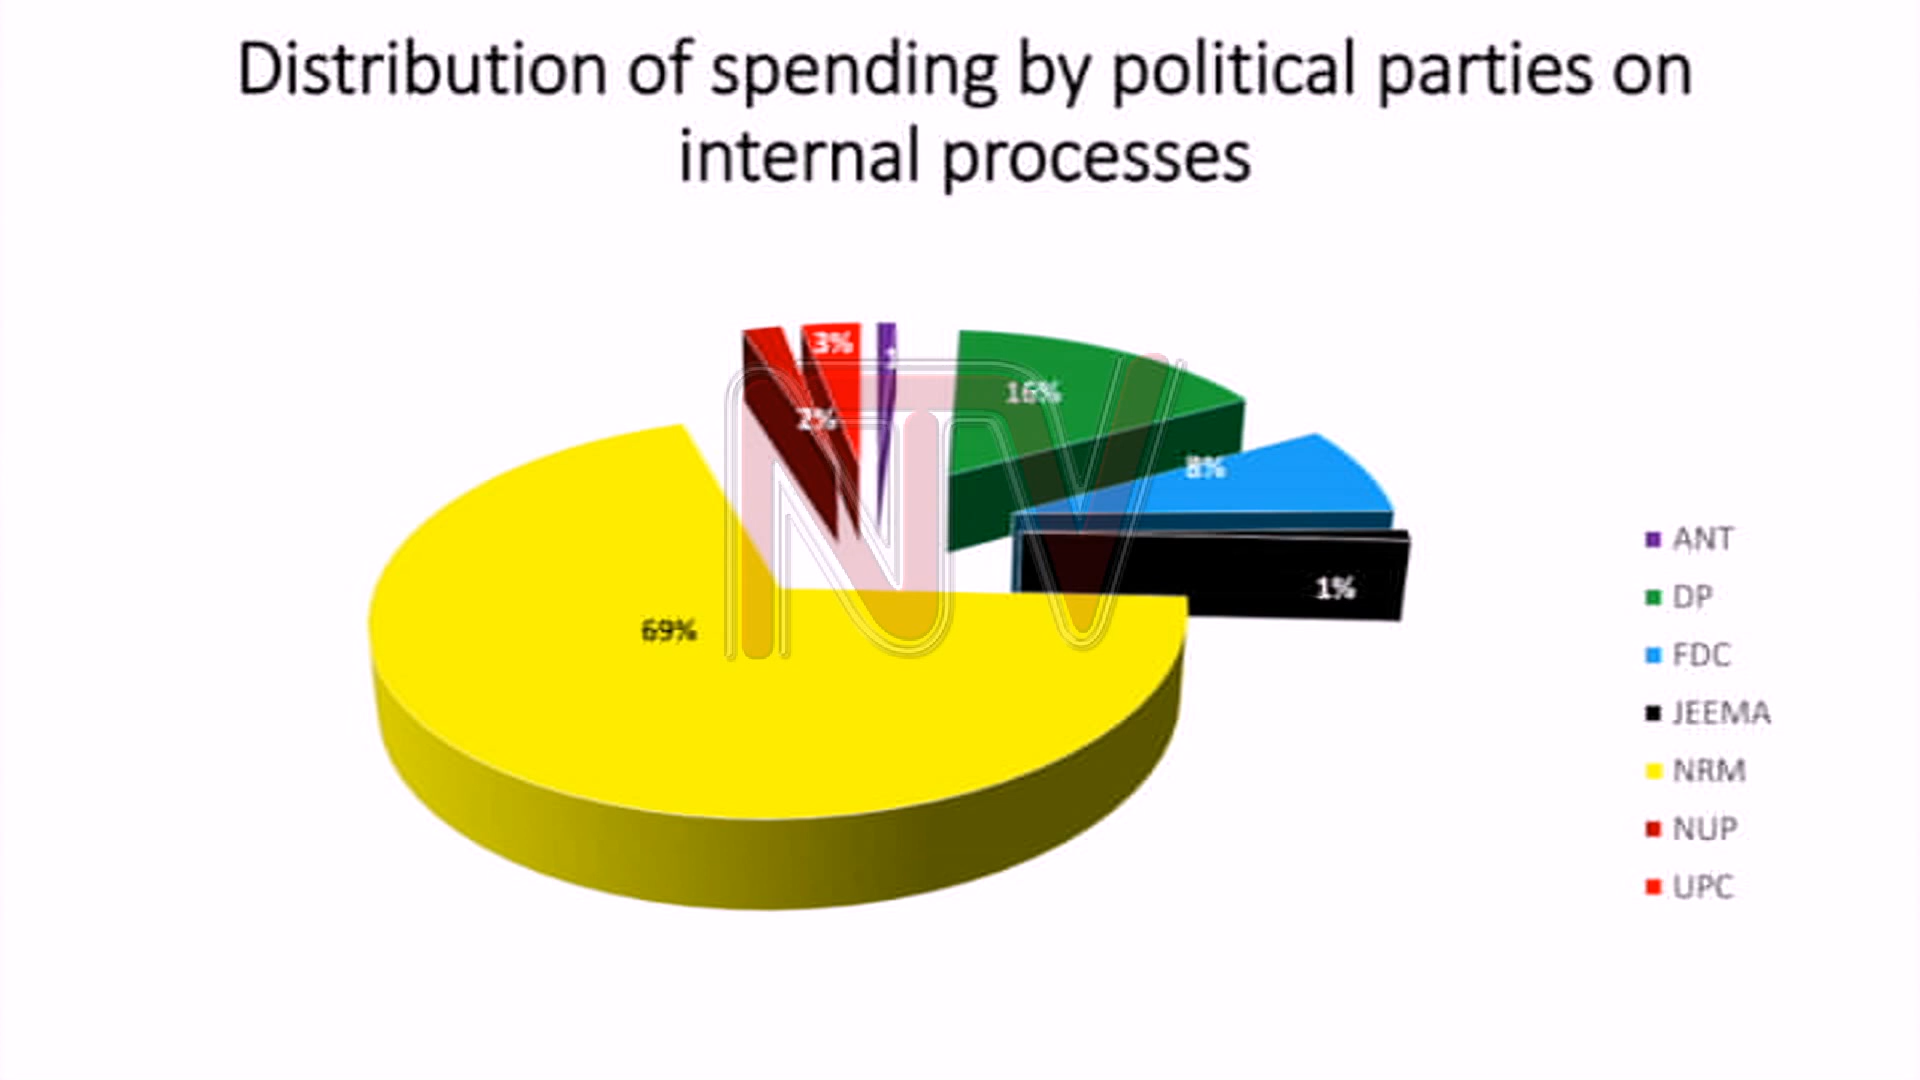 Distribution of spending by political parties on
internal processes
3%
16%
2%
8%
1%
69%
ANT
DP
FDC
JEEMA
NRM
NUP
UPC
NTV